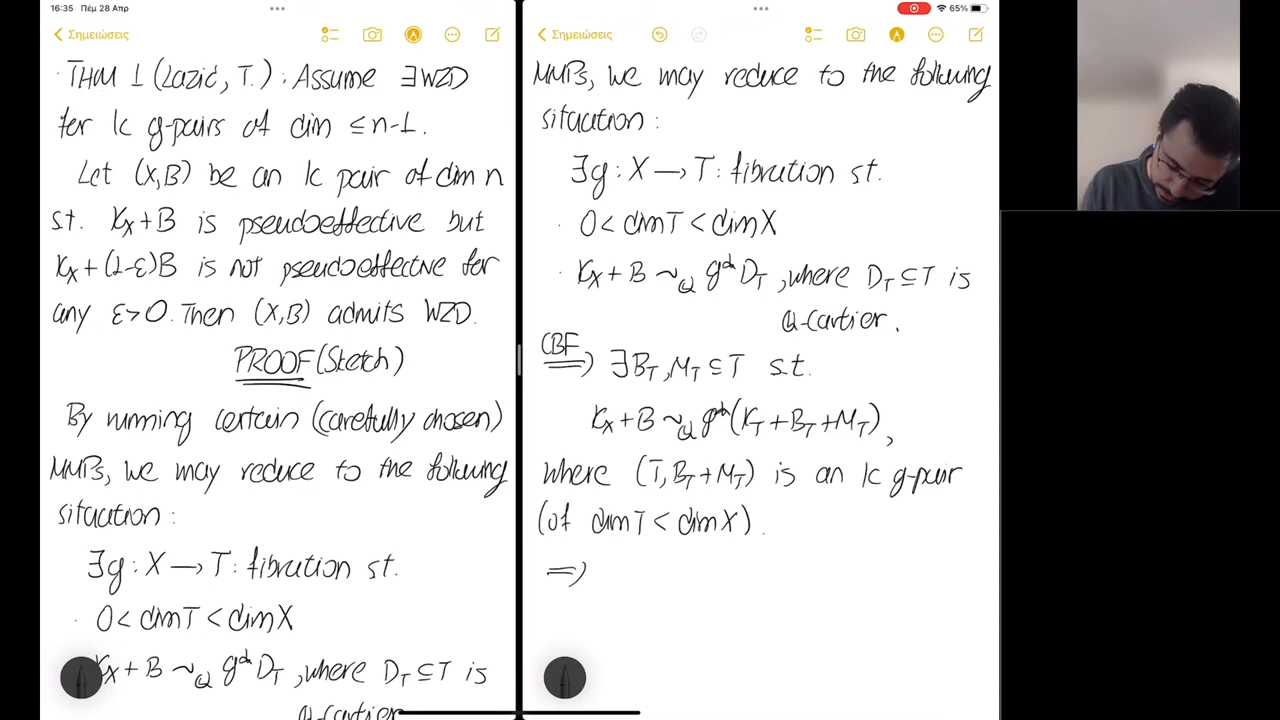 16:35 Πέμ 28 Απρ
Σημειώσεις
THM 1 (Lazić, T.) : Assume ∃ WZD
for lc g-pairs of dim ≤ n-1.
Let (X,B) be an lc pair of dim n
s.t. K_X + B is pseudoeffective but
K_X + (1-ε)B is not pseudoeffective for
any ε>0. Then (X,B) admits WZD.
PROOF (Sketch)
By running certain (carefully chosen)
MMPs, we may reduce to the following
situation :
∃ g : X → T : fibration s.t.
· 0 < dim T < dim X
K_X + B ~_Q g* D_T, where D_T ⊆ T is
Q-Cartier
65%
Σημειώσεις
MMPs, we may reduce to the following
situation :
∃ g : X → T : fibration s.t.
· 0 < dim T < dim X
· K_X + B ~_Q g* D_T, where D_T ⊆ T is
Q-Cartier.
CBF
⇒ ∃ B_T, M_T ⊆ T s.t.
K_X + B ~_Q g*(K_T + B_T + M_T),
where (T, B_T + M_T) is an lc g-pair
(of dim T < dim X).
⇒